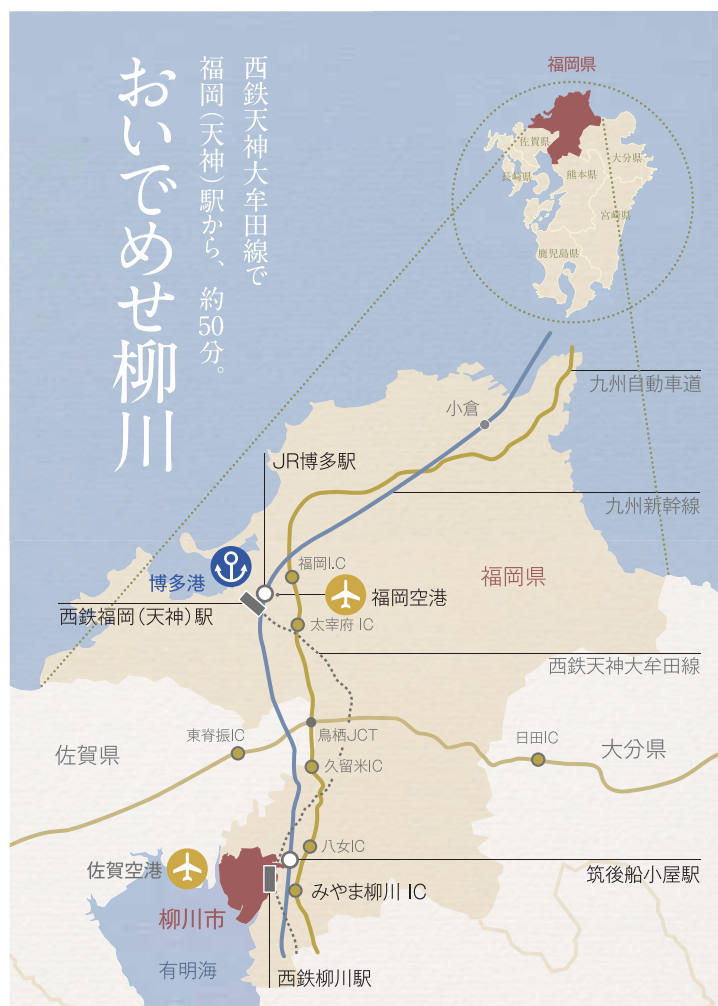 西鉄天神大牟田線で
福岡（天神）駅から、約50分。
おいでめせ柳川
福岡県
佐賀県
大分県
長崎県
熊本県
宮崎県
鹿児島県
九州自動車道
小倉
JR博多駅
九州新幹線
福岡I.C
福岡県
博多港
福岡空港
西鉄福岡（天神）駅
太宰府 IC
西鉄天神大牟田線
東脊振IC
鳥栖JCT
日田IC
佐賀県
大分県
久留米IC
八女IC
佐賀空港
筑後船小屋駅
みやま柳川 IC
柳川市
有明海
西鉄柳川駅